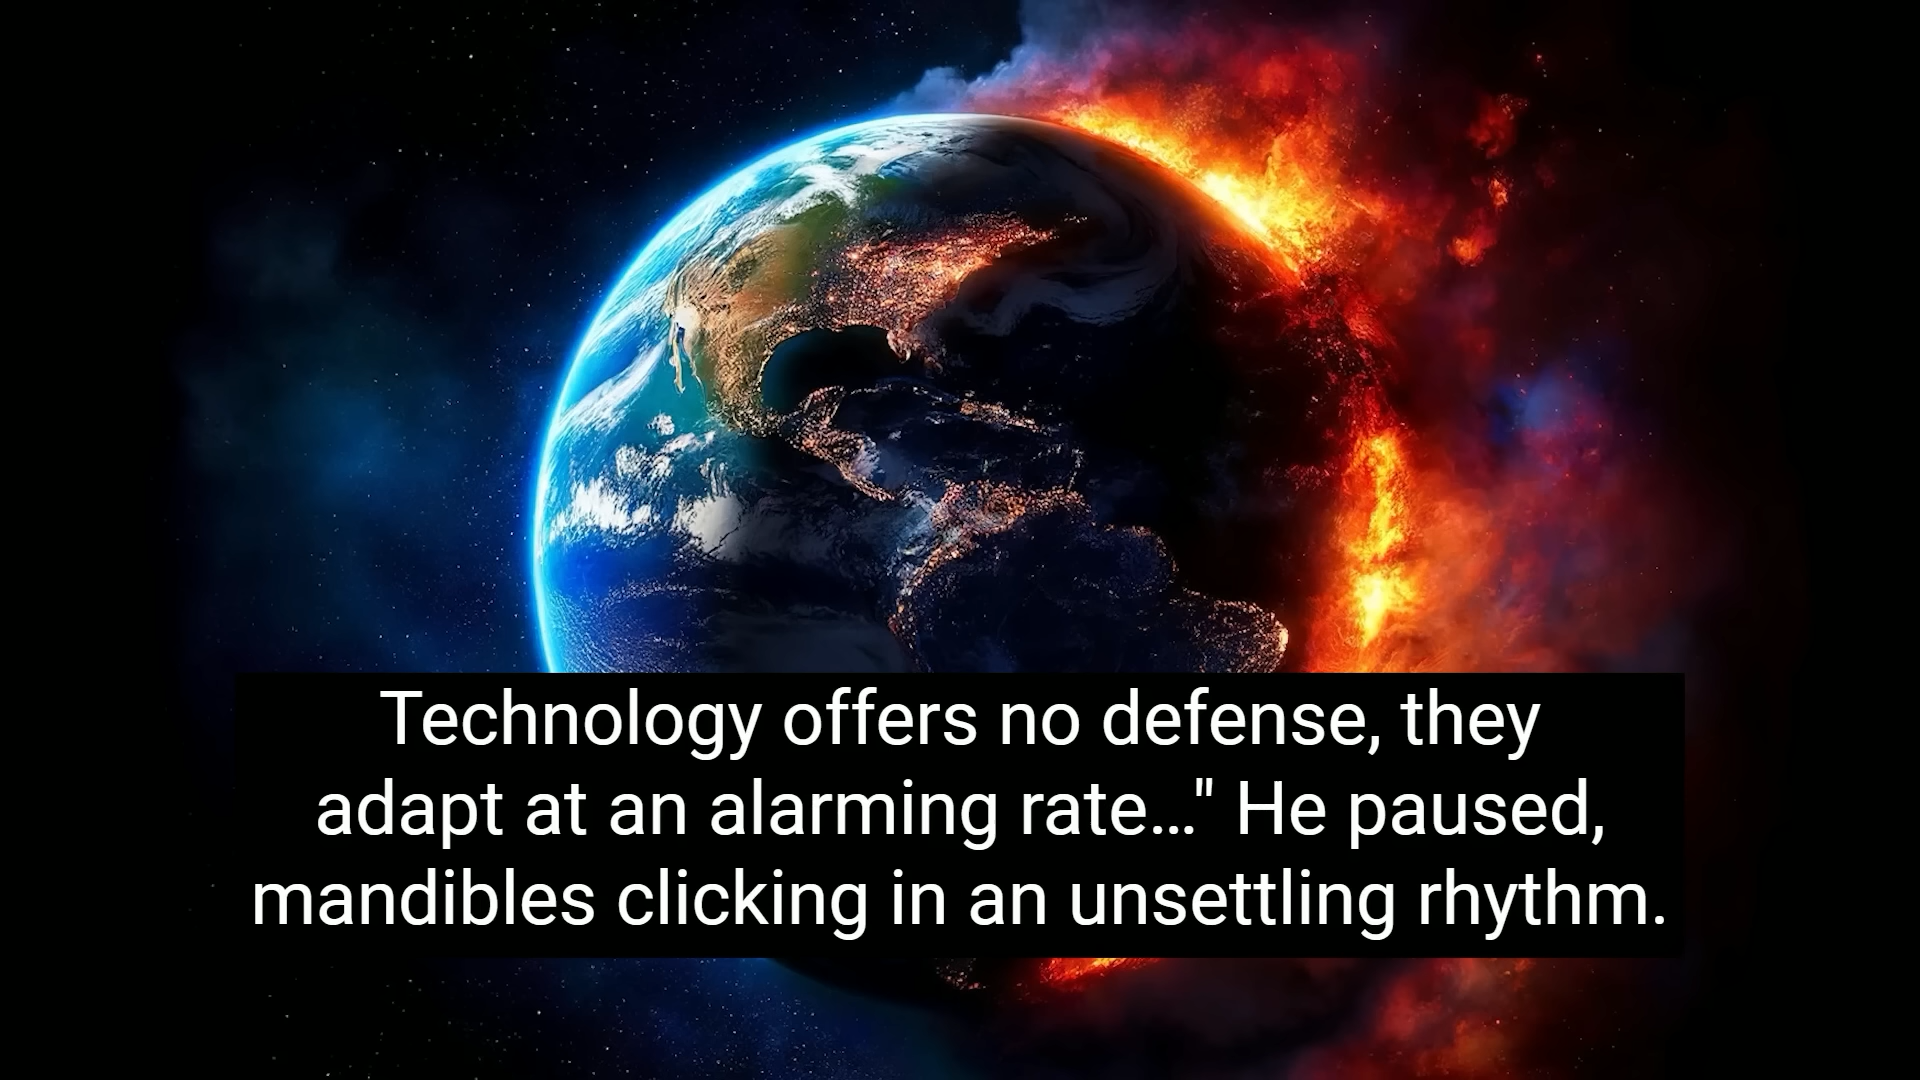 Technology offers no defense, they
adapt at an alarming rate…" He paused,
mandibles clicking in an unsettling rhythm.